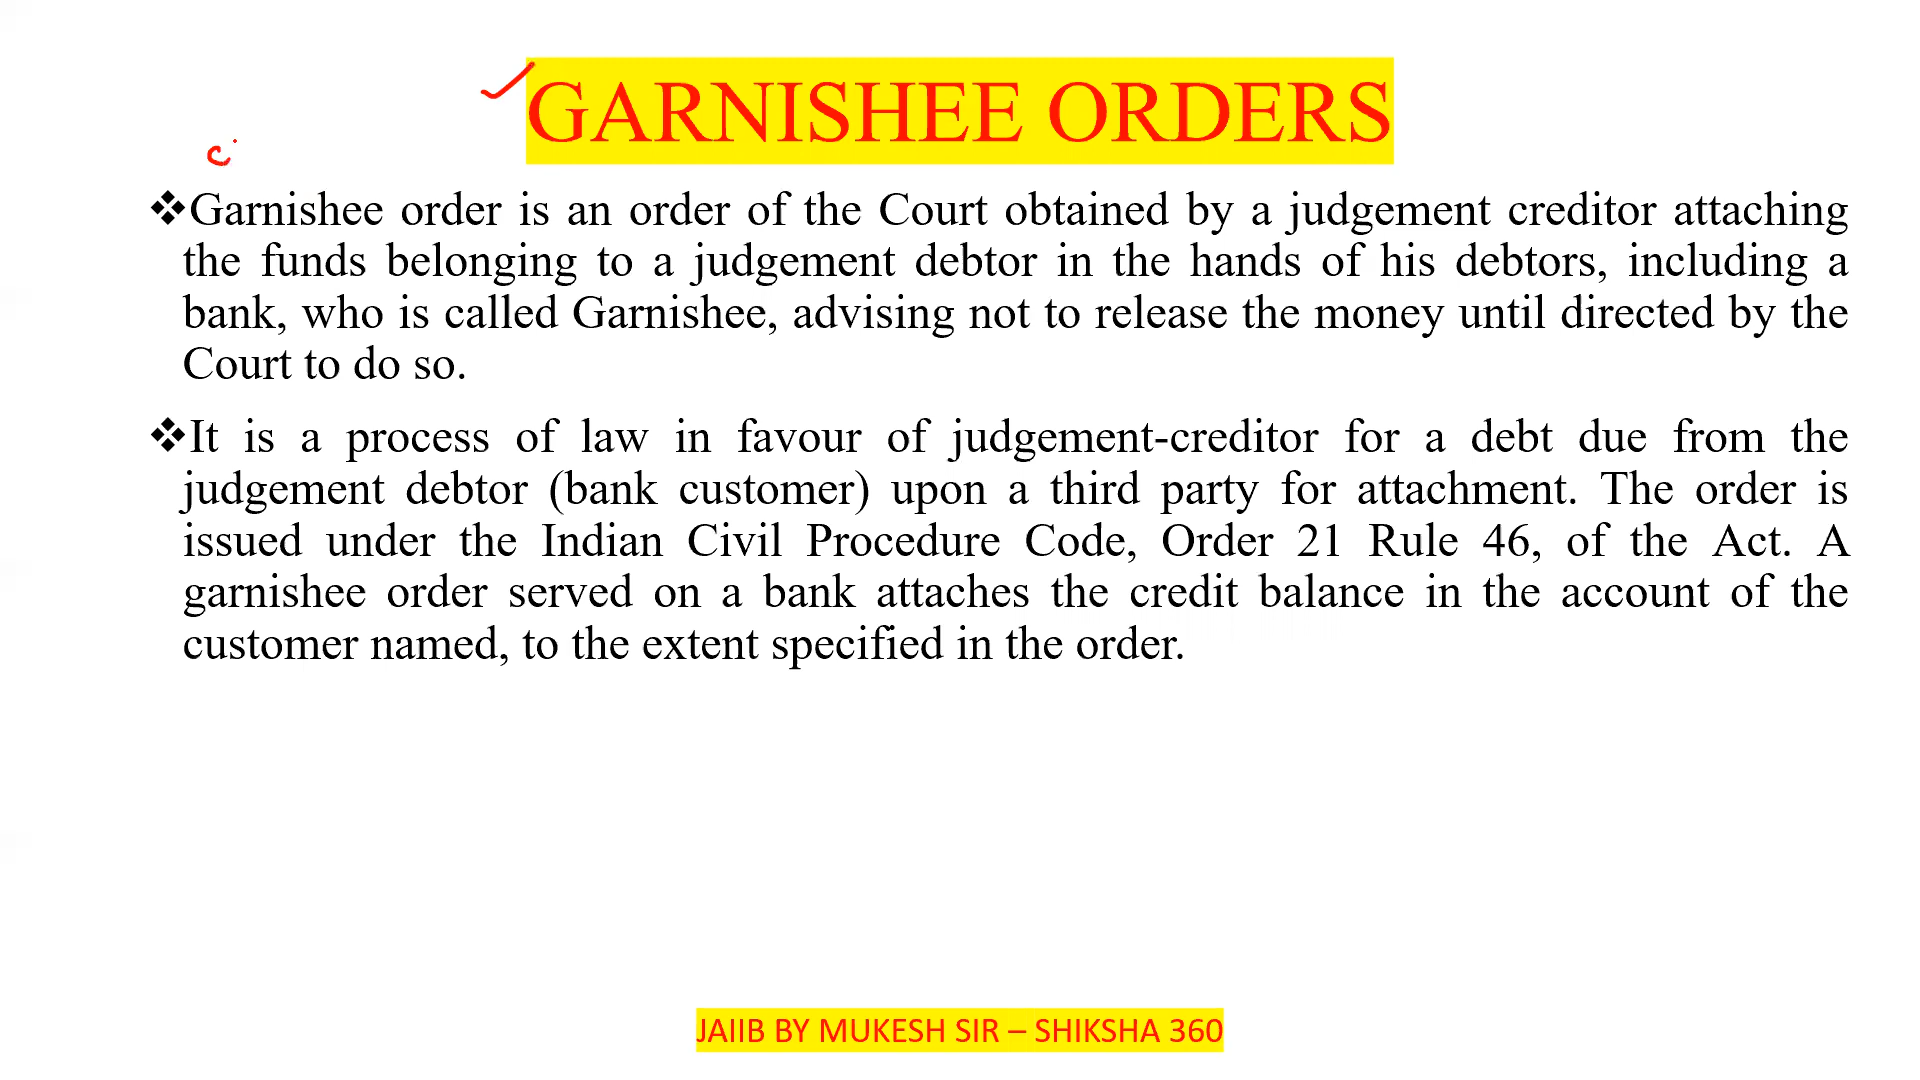 GARNISHEE ORDERS
❖Garnishee order is an order of the Court obtained by a judgement creditor attaching
the funds belonging to a judgement debtor in the hands of his debtors, including a
bank, who is called Garnishee, advising not to release the money until directed by the
Court to do so.
❖It is a process of law in favour of judgement-creditor for a debt due from the
judgement debtor (bank customer) upon a third party for attachment. The order is
issued under the Indian Civil Procedure Code, Order 21 Rule 46, of the Act. A
garnishee order served on a bank attaches the credit balance in the account of the
customer named, to the extent specified in the order.
JAIIB BY MUKESH SIR – SHIKSHA 360